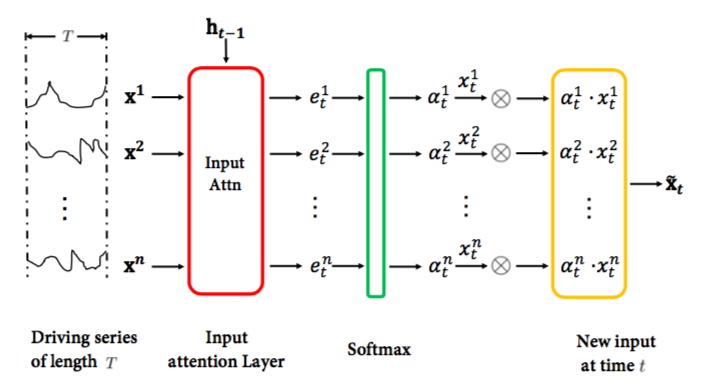 T
h_{t−1}
x^1 e_t^1 α_t^1 x_t^1 ⊗ α_t^1 · x_t^1
x^2 e_t^2 α_t^2 x_t^2 ⊗ α_t^2 · x_t^2
Input
Attn
x̃_t
⋮ ⋮ ⋮ ⋮
x^n e_t^n α_t^n x_t^n ⊗ α_t^n · x_t^n
Driving series
of length T
Input
attention Layer
Softmax
New input
at time t